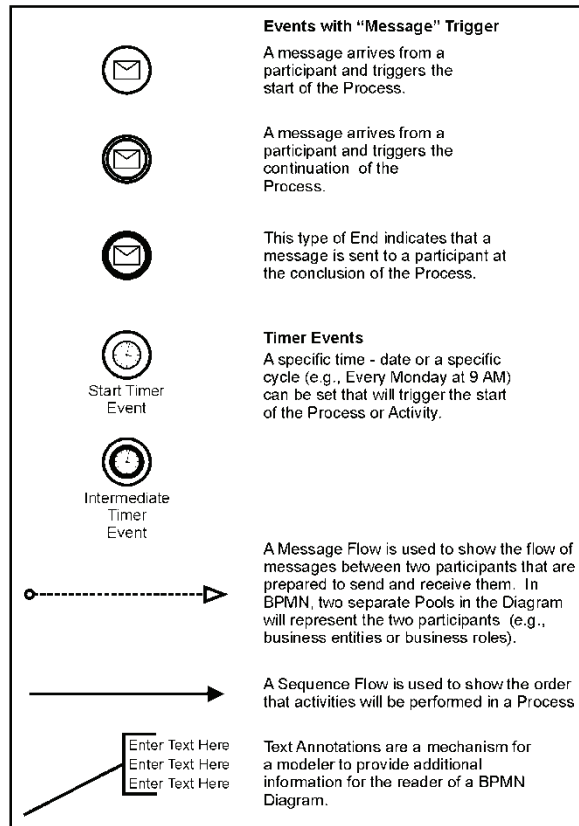 Events with “Message” Trigger
A message arrives from a
participant and triggers the
start of the Process.
A message arrives from a
participant and triggers the
continuation of the
Process.
This type of End indicates that a
message is sent to a participant at
the conclusion of the Process.
Timer Events
A specific time - date or a specific
cycle (e.g., Every Monday at 9 AM)
can be set that will trigger the start
of the Process or Activity.
Start Timer
Event
Intermediate
Timer
Event
A Message Flow is used to show the flow of
messages between two participants that are
prepared to send and receive them. In
BPMN, two separate Pools in the Diagram
will represent the two participants (e.g.,
business entities or business roles).
A Sequence Flow is used to show the order
that activities will be performed in a Process
Enter Text Here
Enter Text Here
Enter Text Here
Text Annotations are a mechanism for
a modeler to provide additional
information for the reader of a BPMN
Diagram.